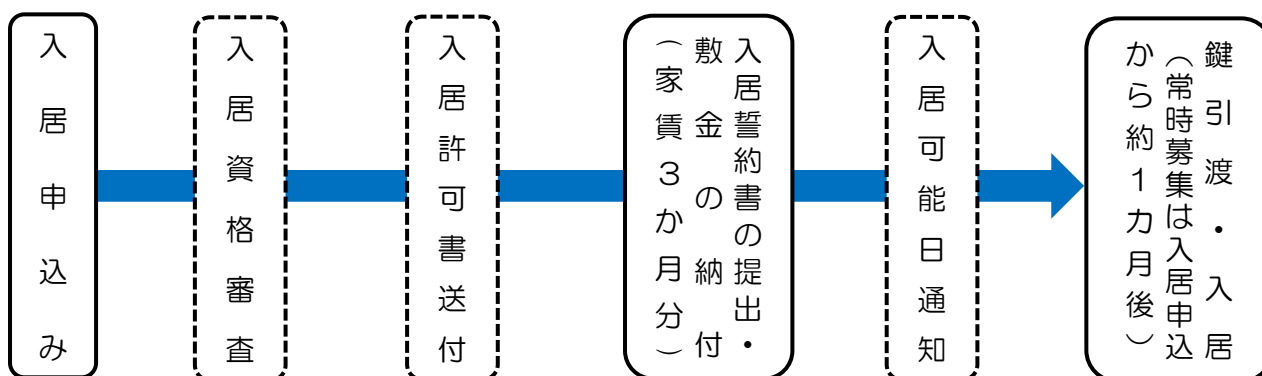 入居申込み
入居資格審査
入居許可書送付
入居誓約書の提出・
敷金の納付
（家賃３か月分）
入居可能日通知
鍵引渡・入居
（常時募集は入居申込
から約１カ月後）